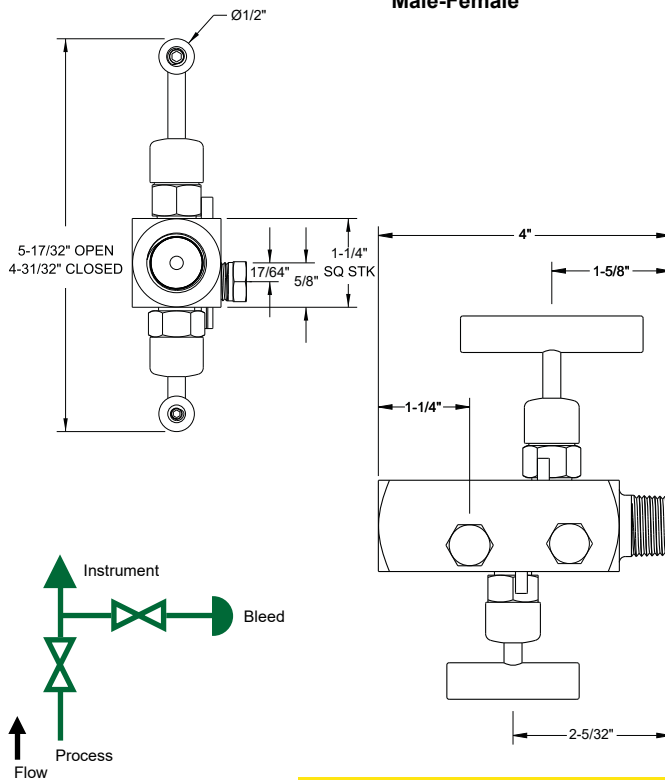 Male-Female
Ø1/2"
5-17/32" OPEN
4-31/32" CLOSED
17/64"
5/8"
1-1/4"
SQ STK
4"
1-5/8"
1-1/4"
2-5/32"
Instrument
Bleed
Process
Flow